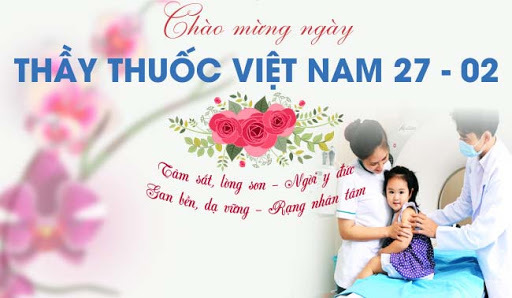 Chào mừng ngày
THẦY THUỐC VIỆT NAM 27 - 02
Tâm sát, lòng son - Ngời y đức
Gan bền, dạ vững - Rạng nhân tâm